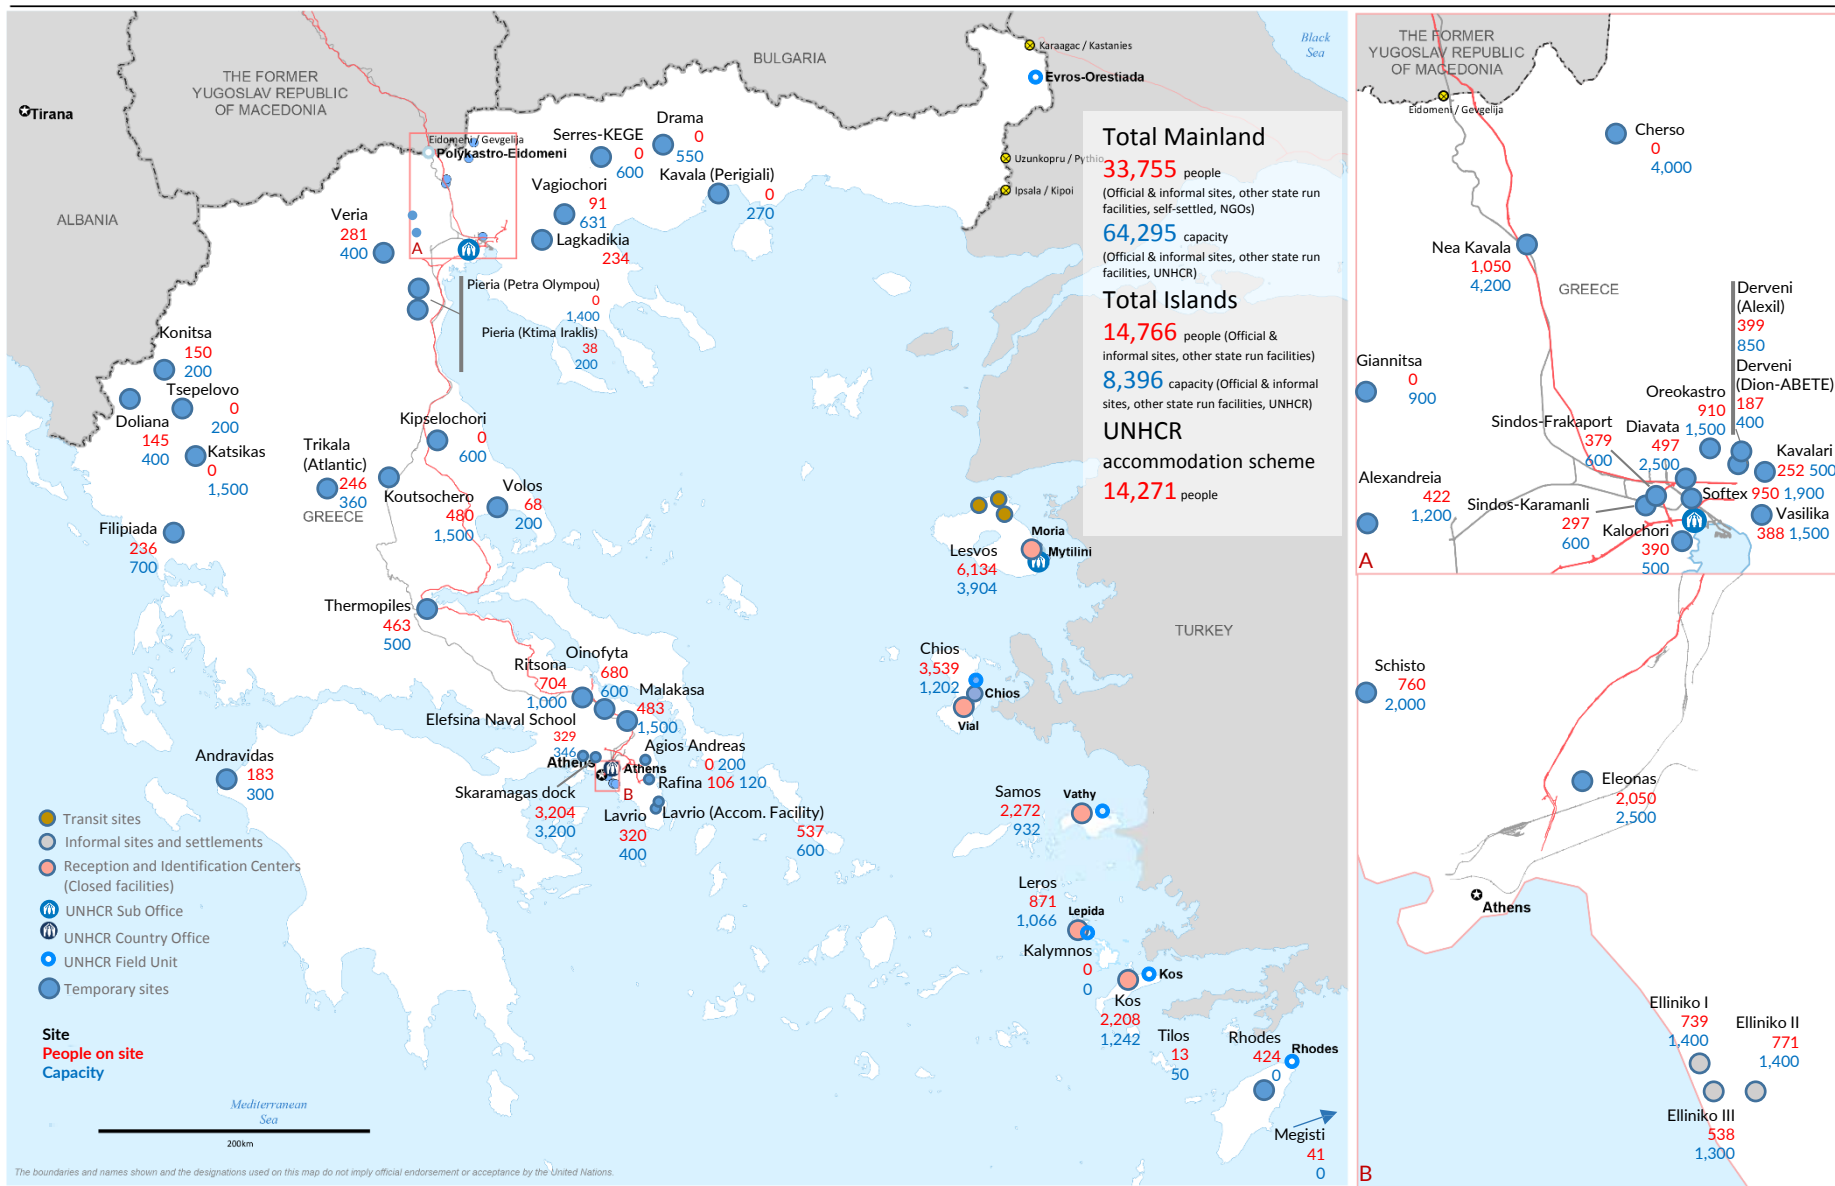 THE FORMER
YUGOSLAV REPUBLIC
OF MACEDONIA
BULGARIA
ALBANIA
GREECE
TURKEY
Black
Sea
Tirana
Karaagac / Kastanies
Evros-Orestiada
Uzunkopru / Pythio
Ipsala / Kipoi
Eidomeni / Gevgelija
Polykastro-Eidomeni
A
Serres-KEGE
0
600
Drama
0
550
Kavala (Perigiali)
0
270
Vagiochori
91
631
Lagkadikia
234
Veria
281
400
Pieria (Petra Olympou)
0
1,400
Pieria (Ktima Iraklis)
38
200
Konitsa
150
200
Tsepelovo
0
200
Doliana
145
400
Katsikas
0
1,500
Trikala
(Atlantic)
246
360
Kipselochori
0
600
Koutsochero
480
1,500
Volos
68
200
Filipiada
236
700
Thermopiles
463
500
Ritsona
704
1,000
Oinofyta
680
600
Malakasa
483
1,500
Elefsina Naval School
329
346
Athens
Athens
B
Agios Andreas
0 200
Rafina 106 120
Skaramagas dock
3,204
3,200
Lavrio
320
400
Lavrio (Accom. Facility)
537
600
Andravidas
183
300
Total Mainland
33,755 people
(Official & informal sites, other state run
facilities, self-settled, NGOs)
64,295 capacity
(Official & informal sites, other state run
facilities, UNHCR)
Total Islands
14,766 people (Official &
informal sites, other state run facilities)
8,396 capacity (Official & informal
sites, other state run facilities, UNHCR)
UNHCR
accommodation scheme
14,271 people
Moria
Mytilini
Lesvos
6,134
3,904
Chios
3,539
1,202
Chios
Vial
Samos
2,272
932
Vathy
Leros
871
1,066
Lepida
Kalymnos
0
0
Kos
Kos
2,208
1,242
Tilos
13
50
Rhodes
424
0
Rhodes
Megisti
41
0
Transit sites
Informal sites and settlements
Reception and Identification Centers
(Closed facilities)
UNHCR Sub Office
UNHCR Country Office
UNHCR Field Unit
Temporary sites
Site
People on site
Capacity
Mediterranean
Sea
200km
The boundaries and names shown and the designations used on this map do not imply official endorsement or acceptance by the United Nations.
THE FORMER
YUGOSLAV REPUBLIC
OF MACEDONIA
Eidomeni / Gevgelija
Cherso
0
4,000
Nea Kavala
1,050
4,200
GREECE
Derveni
(Alexil)
399
850
Derveni
(Dion-ABETE)
187
400
Giannitsa
0
900
Oreokastro
910
1,500
Sindos-Frakaport
379
600
Diavata
497
2,500
Kavalari
252 500
Alexandreia
422
1,200
Softex 950 1,900
Sindos-Karamanli
297
600
Vasilika
388 1,500
Kalochori
390
500
A
Schisto
760
2,000
Eleonas
2,050
2,500
Athens
Elliniko I
739
1,400
Elliniko II
771
1,400
Elliniko III
538
1,300
B